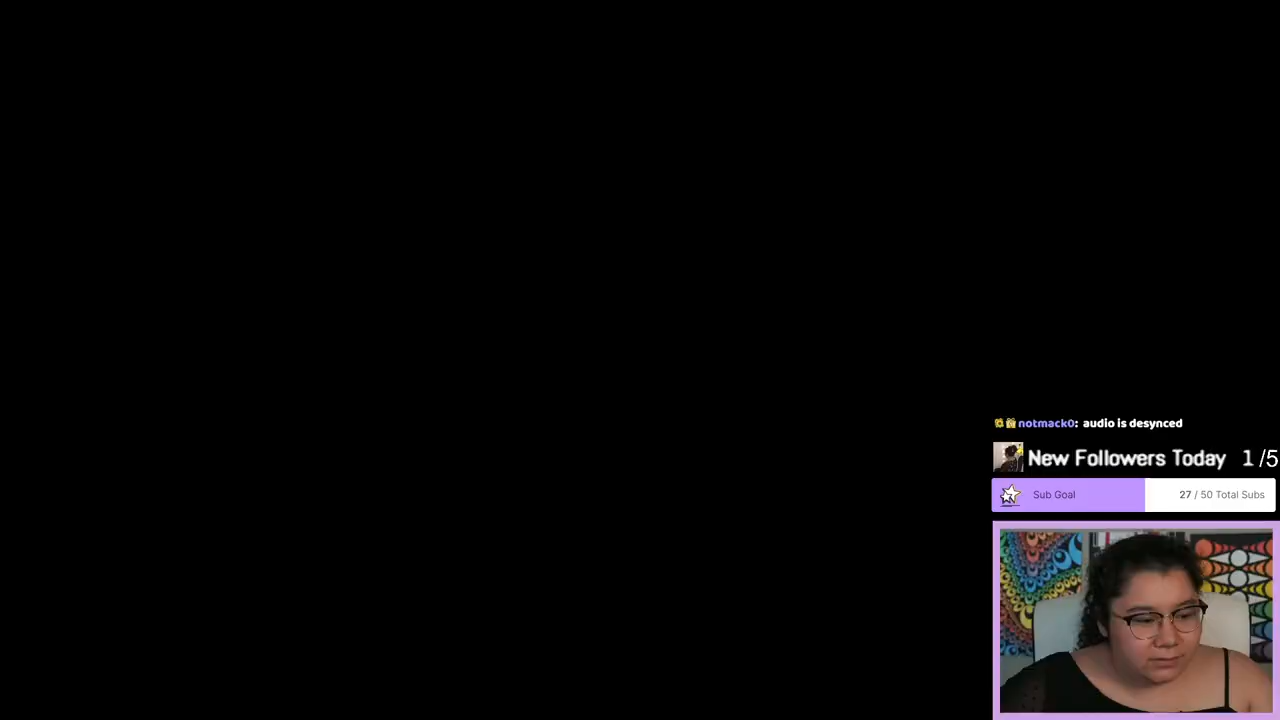 notmack0: audio is desynced
New Followers Today 1 /5
Sub Goal 27 / 50 Total Subs